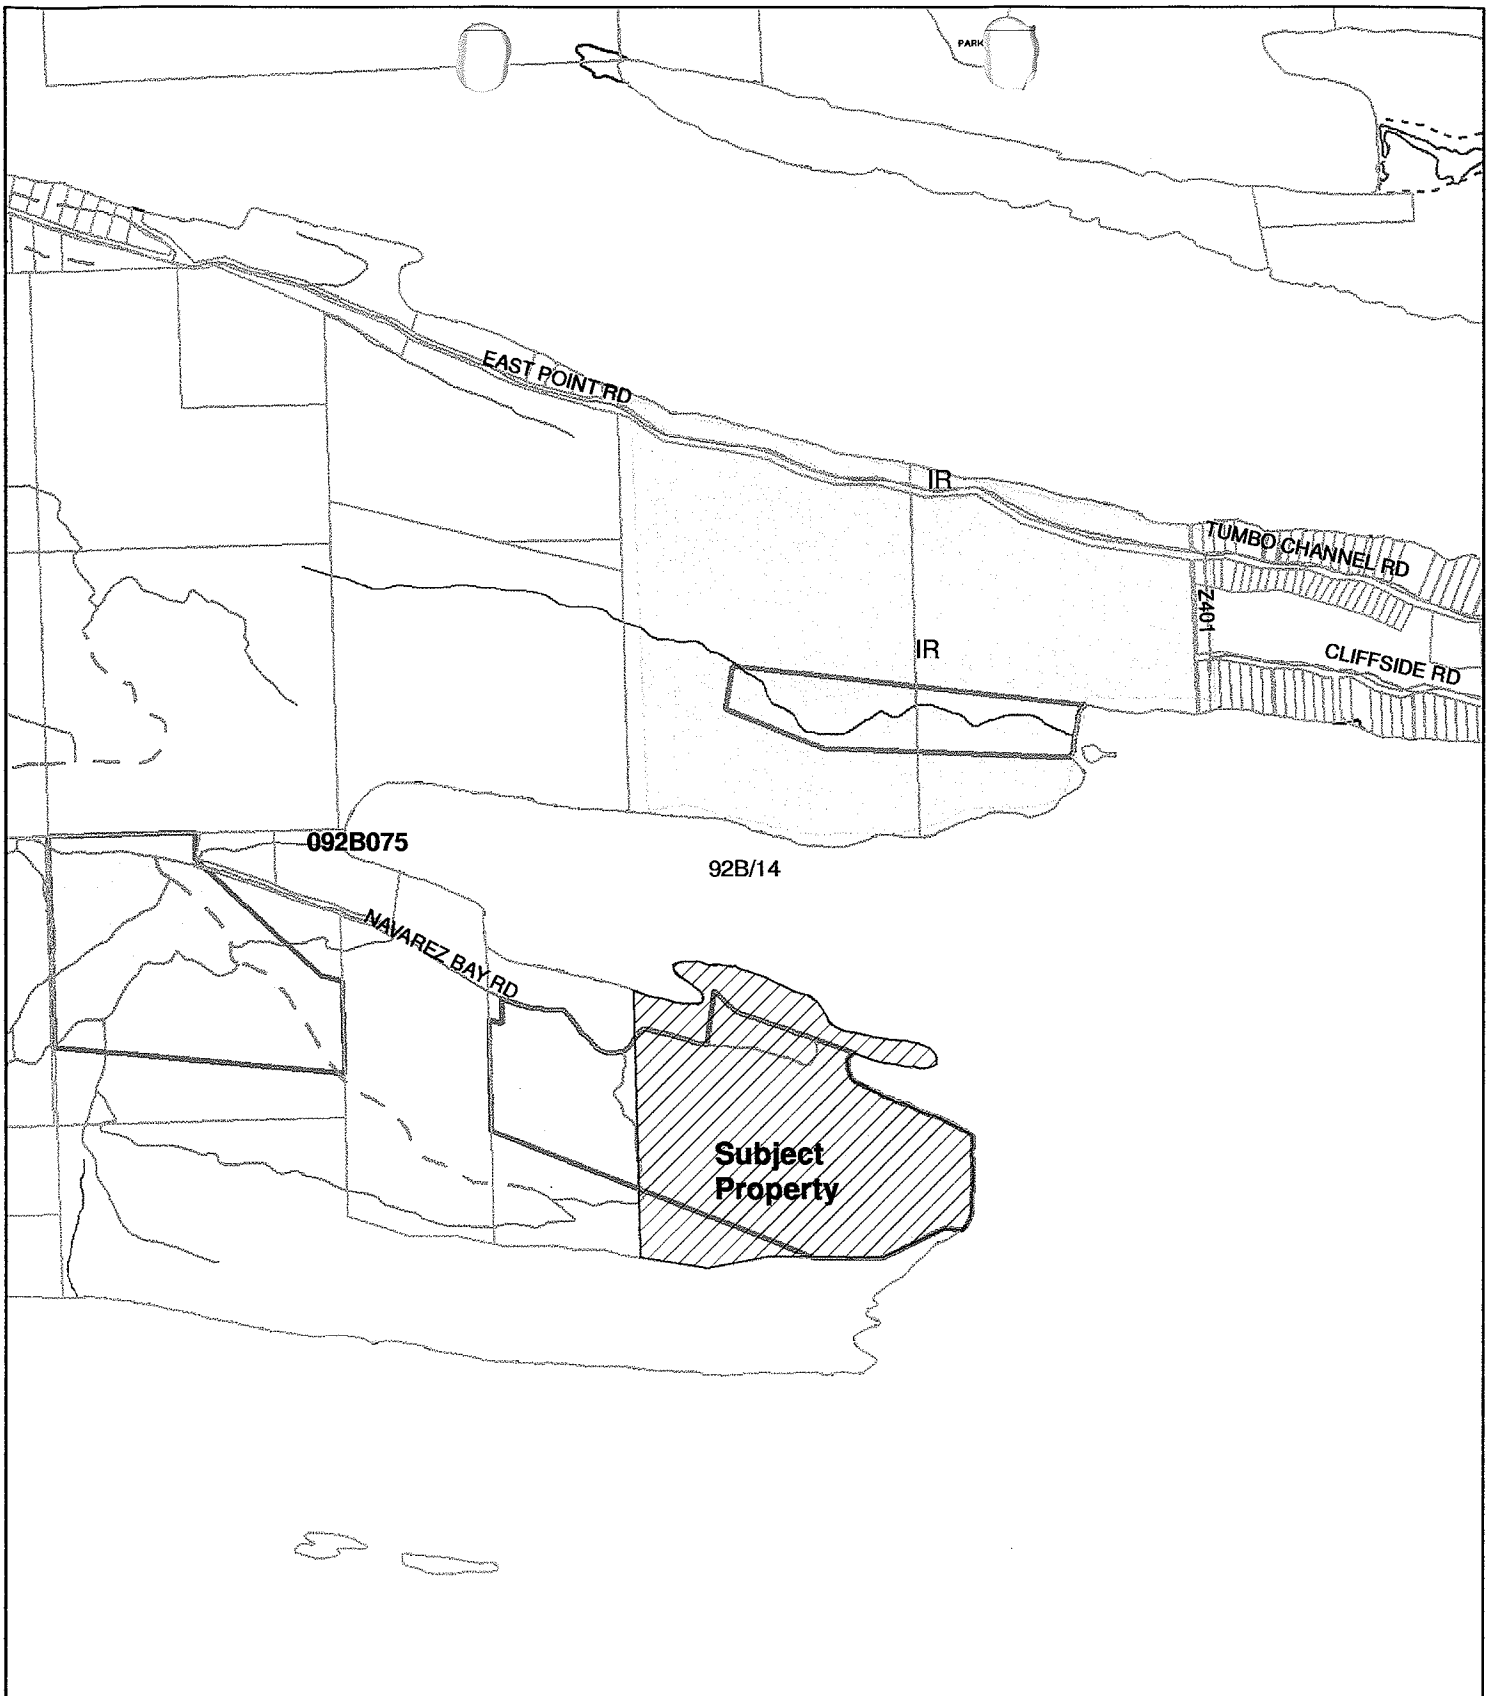 PARK
EAST POINT RD
IR
TUMBO CHANNEL RD
Z401
IR
CLIFFSIDE RD
092B075
92B/14
NAVAREZ BAY RD
Subject
Property